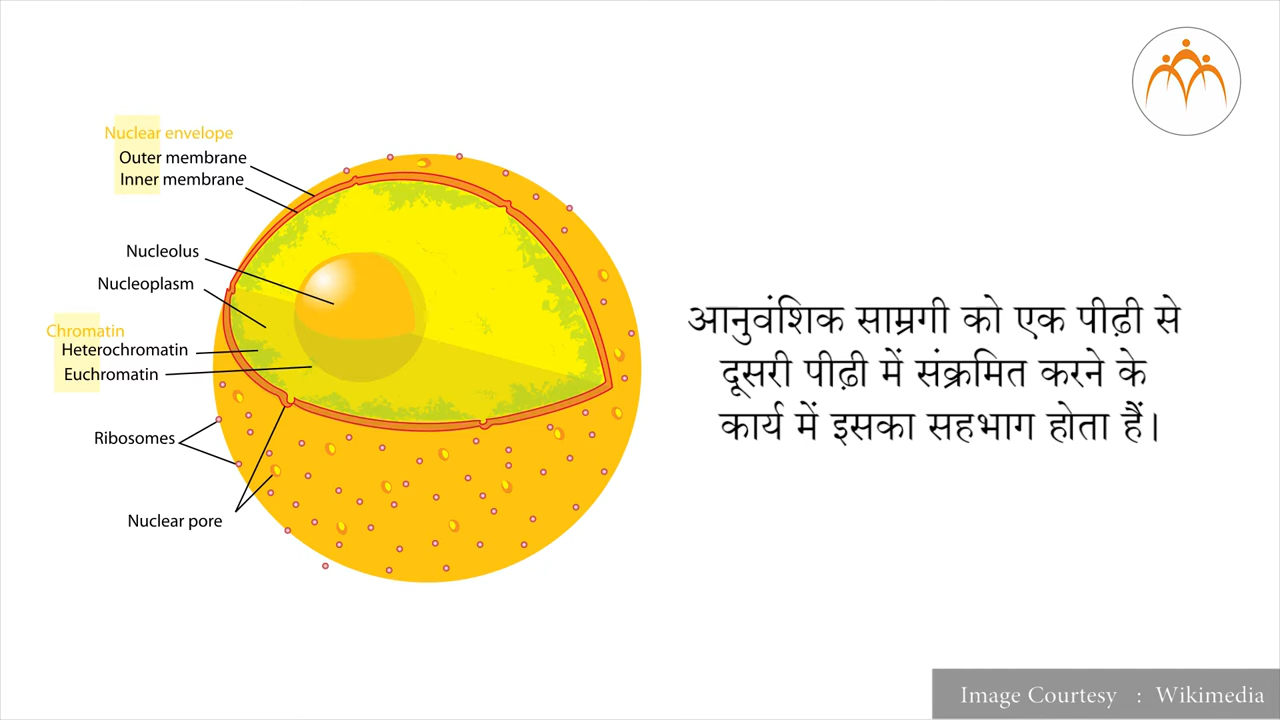 Nuclear envelope
Outer membrane
Inner membrane
Nucleolus
Nucleoplasm
Chromatin
Heterochromatin
Euchromatin
Ribosomes
Nuclear pore
आनुवंशिक साम्रगी को एक पीढ़ी से
दूसरी पीढ़ी में संक्रमित करने के
कार्य में इसका सहभाग होता हैं।
Image Courtesy : Wikimedia